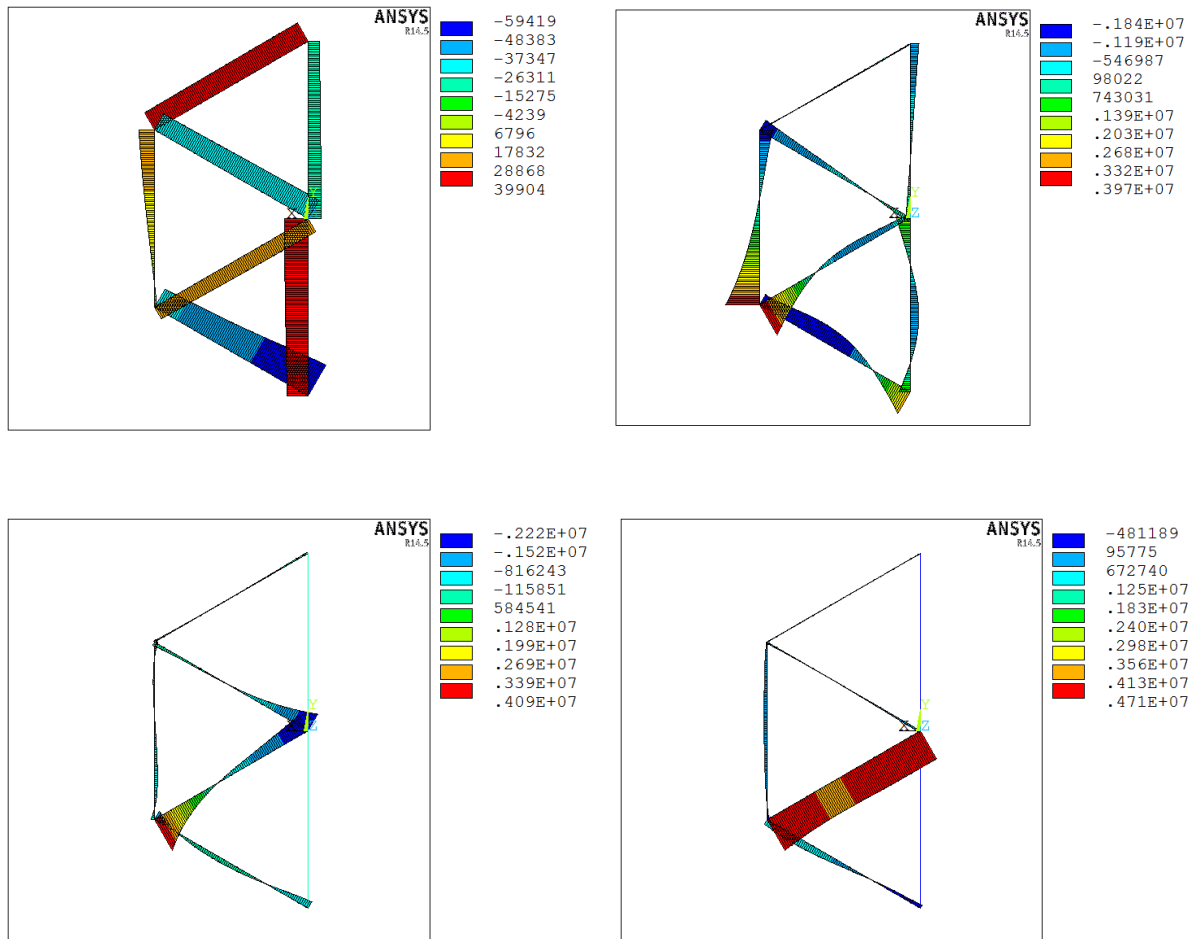 ANSYS
R14.5
-59419
-48383
-37347
-26311
-15275
-4239
6796
17832
28868
39904
Y
X
ANSYS
R14.5
-.184E+07
-.119E+07
-546987
98022
743031
.139E+07
.203E+07
.268E+07
.332E+07
.397E+07
Y
X Z
ANSYS
R14.5
-.222E+07
-.152E+07
-816243
-115851
584541
.128E+07
.199E+07
.269E+07
.339E+07
.409E+07
Y
X Z
ANSYS
R14.5
-481189
95775
672740
.125E+07
.183E+07
.240E+07
.298E+07
.356E+07
.413E+07
.471E+07
Y
X Z